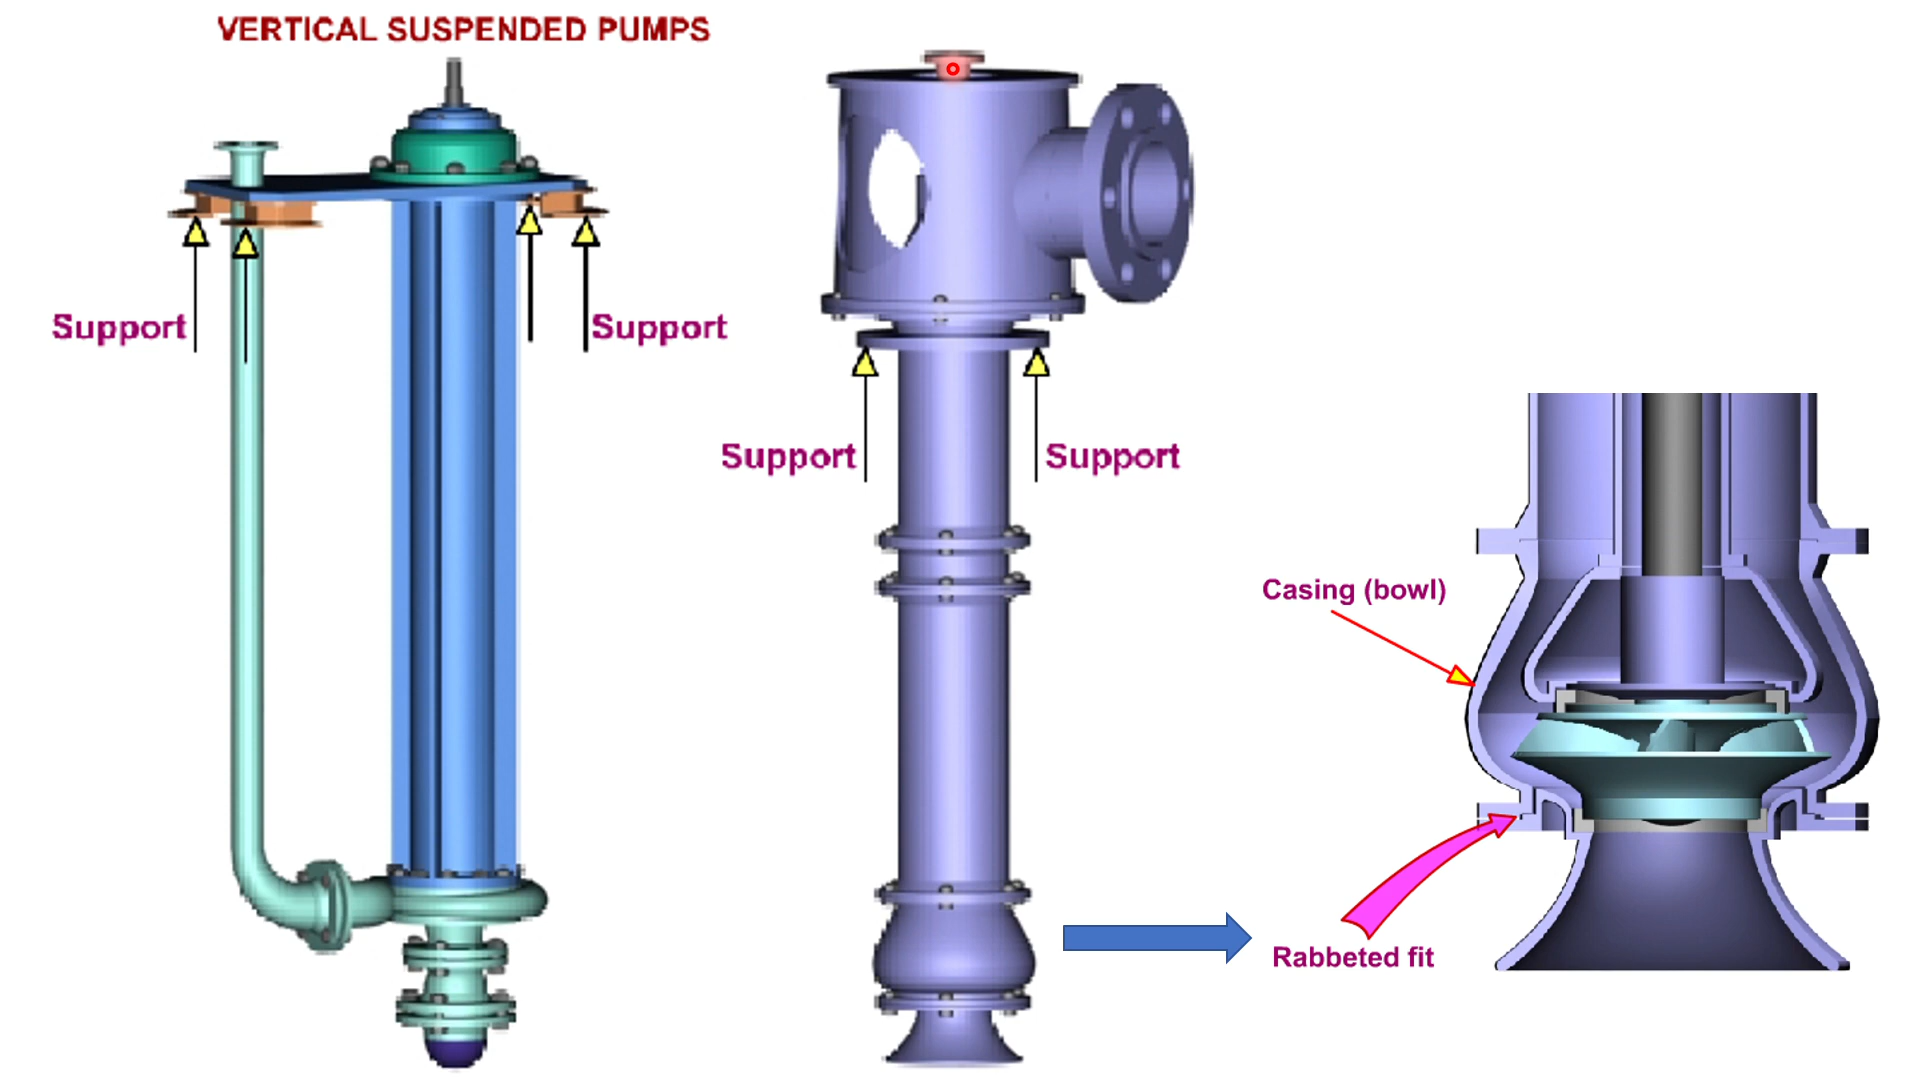 VERTICAL SUSPENDED PUMPS
Support
Support
Support
Support
Casing (bowl)
Rabbeted fit